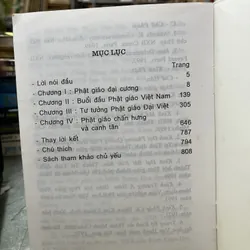 MỤC LỤC
Trang
- Lời nói đầu 5
- Chương I : Phật giáo đại cương 8
- Chương II : Buổi đầu Phật giáo Việt Nam 139
- Chương III : Tư tưởng Phật giáo Đại Việt 305
- Chương IV : Phật giáo chấn hưng
và canh tân 646
- Thay lời kết 787
- Chú thích 794
- Sách tham khảo chủ yếu 808